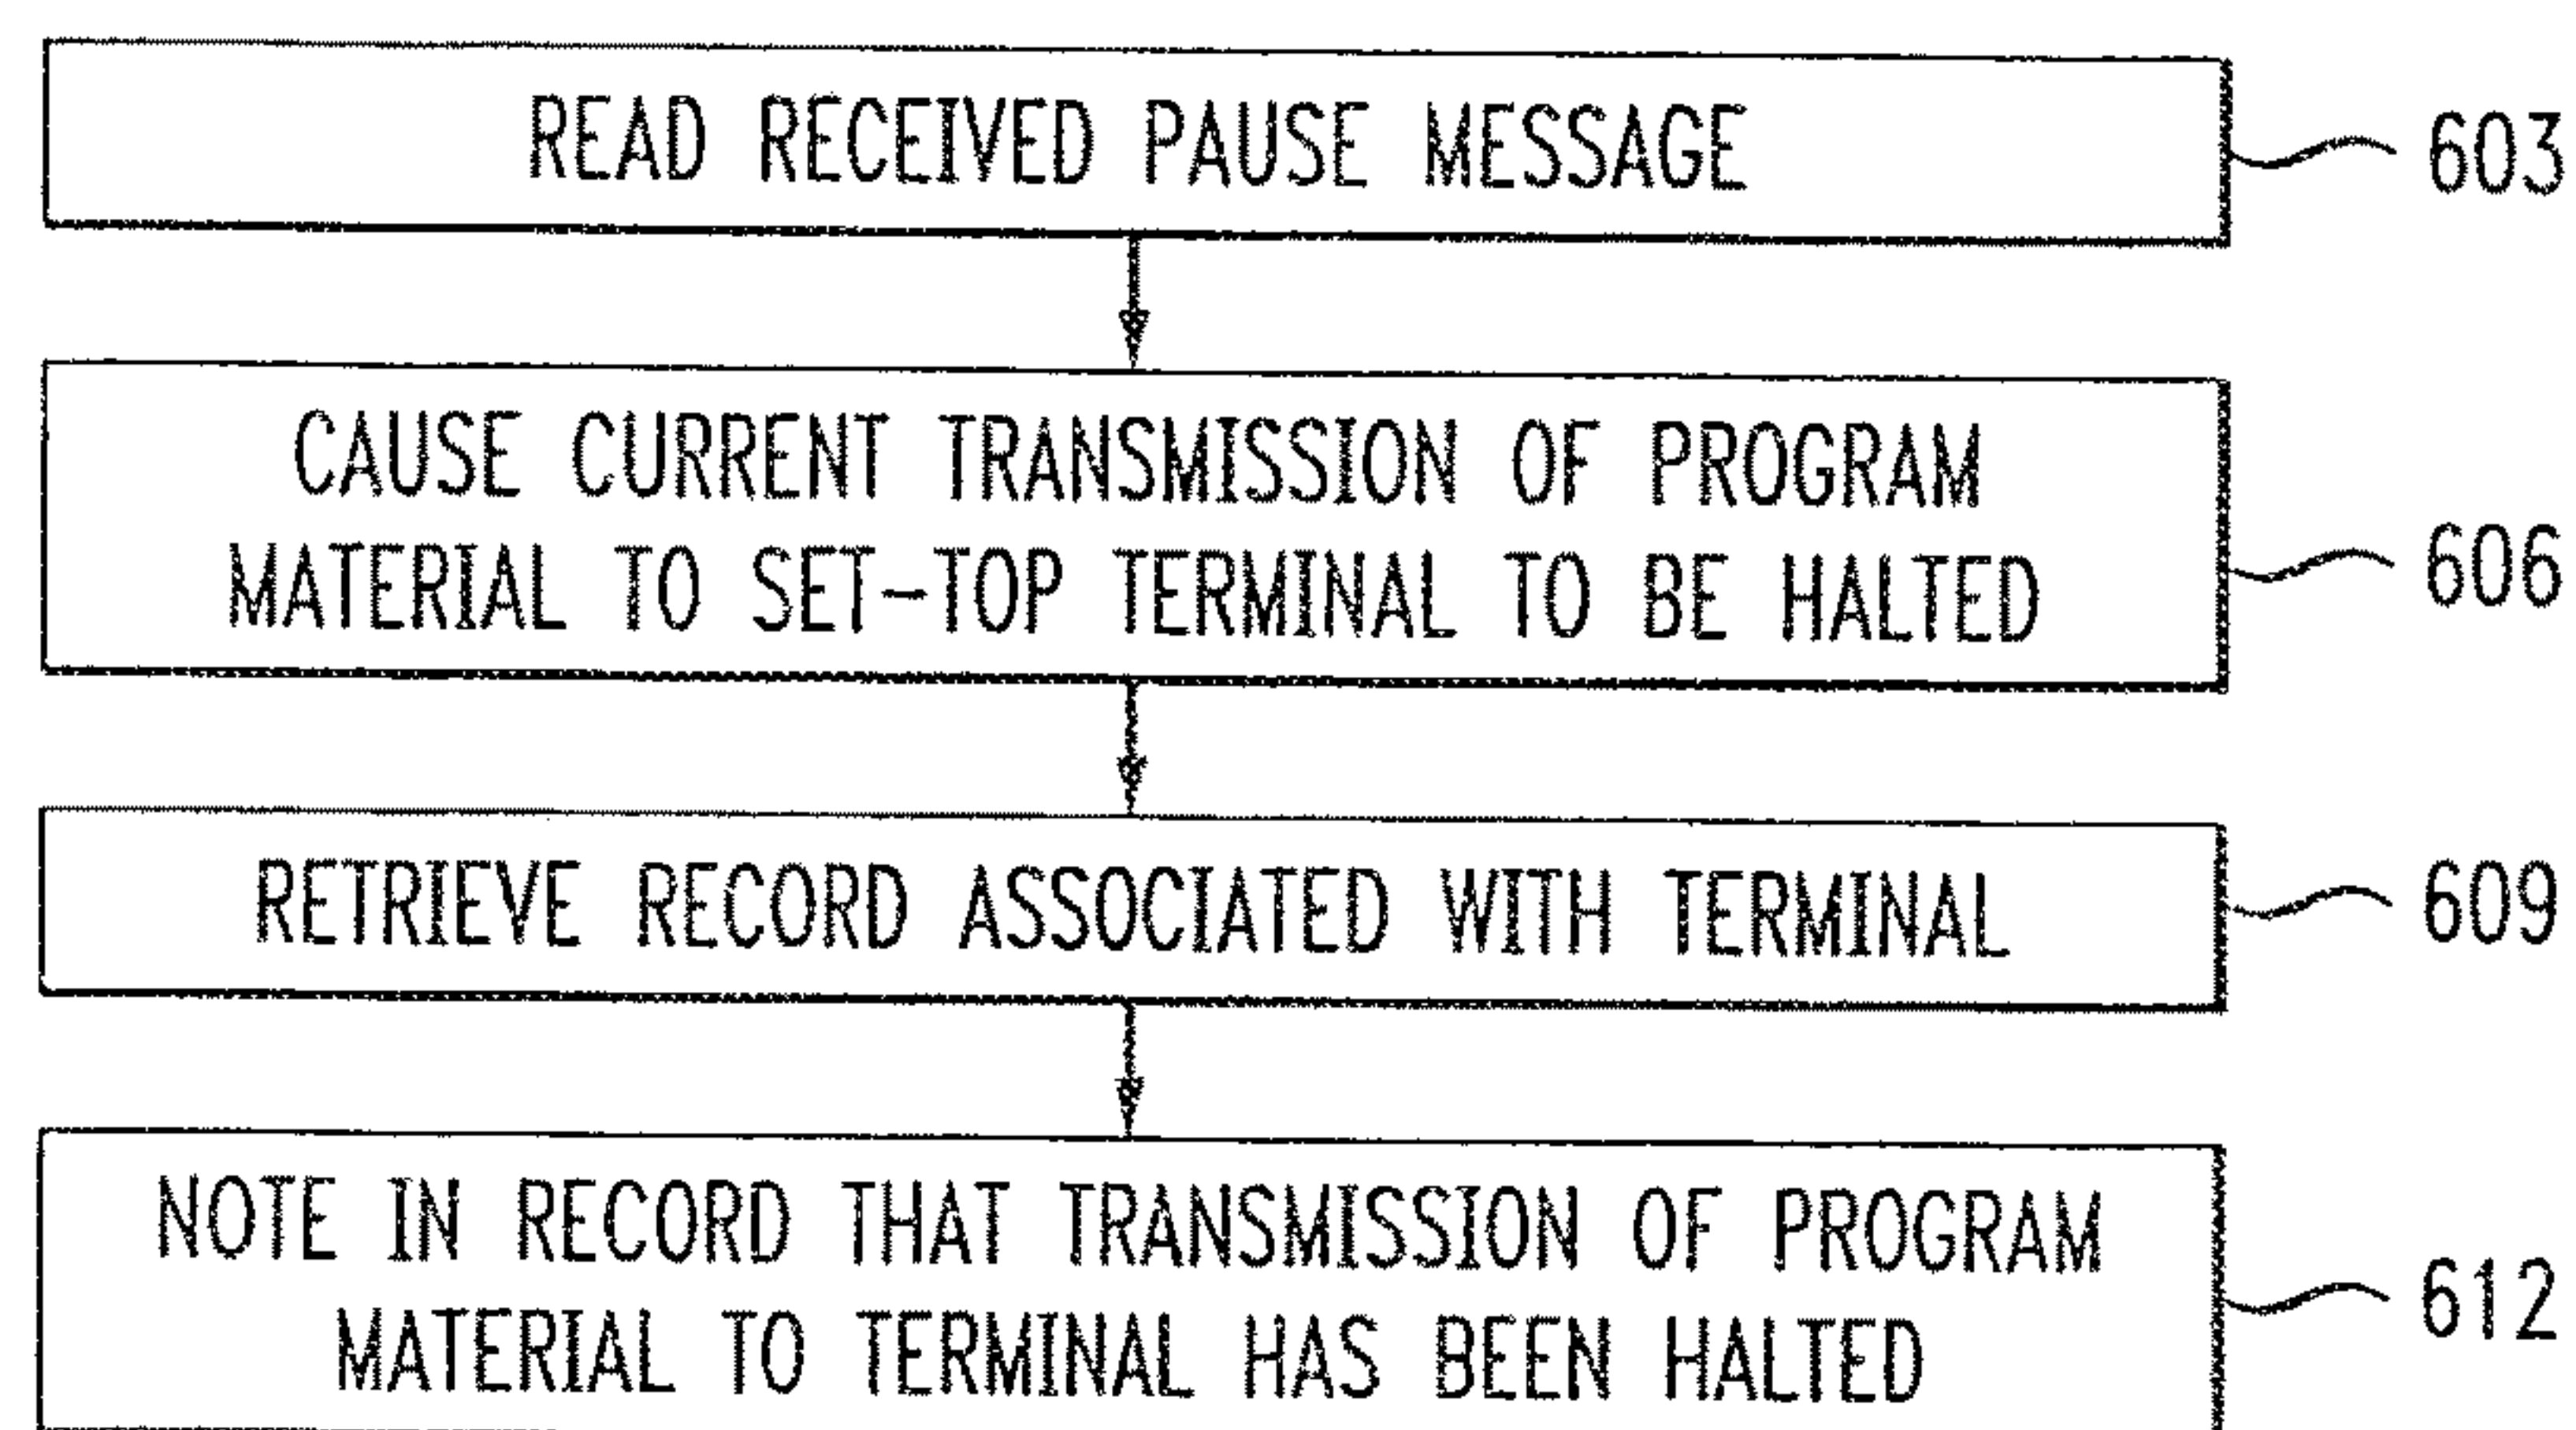 READ RECEIVED PAUSE MESSAGE
603
CAUSE CURRENT TRANSMISSION OF PROGRAM
MATERIAL TO SET-TOP TERMINAL TO BE HALTED
606
RETRIEVE RECORD ASSOCIATED WITH TERMINAL
609
NOTE IN RECORD THAT TRANSMISSION OF PROGRAM
MATERIAL TO TERMINAL HAS BEEN HALTED
612